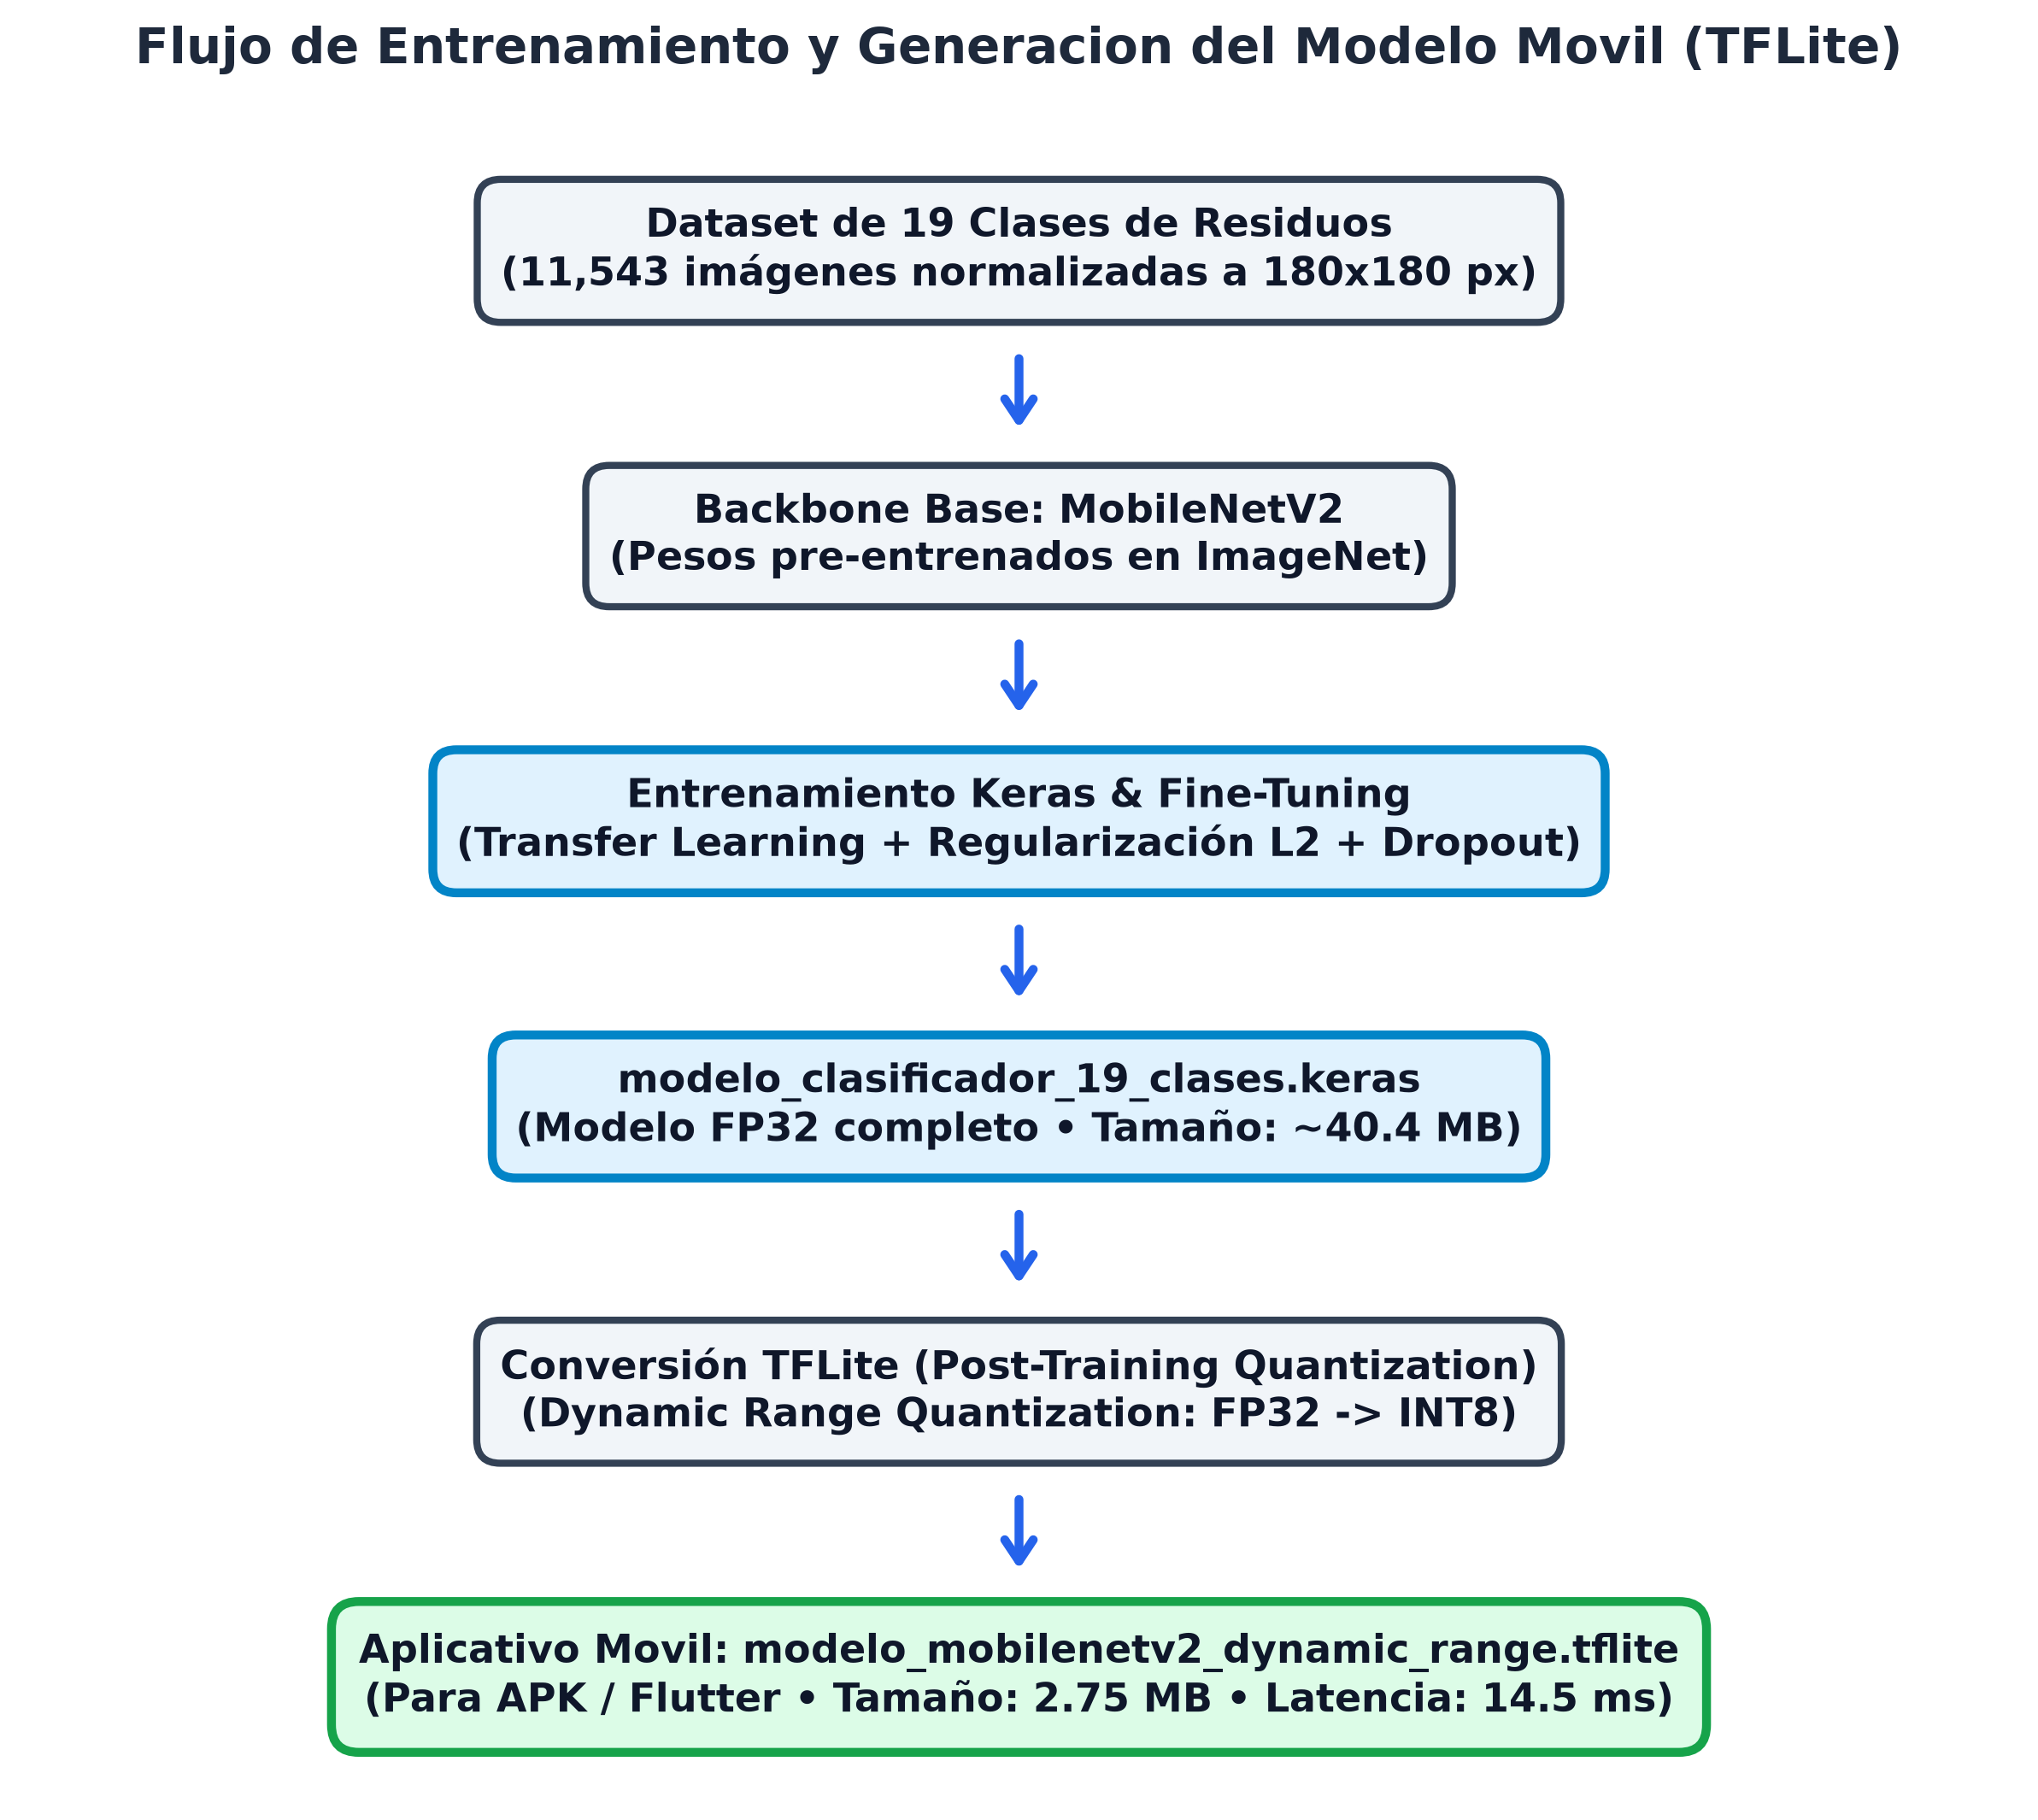 Flujo de Entrenamiento y Generacion del Modelo Movil (TFLite)
Dataset de 19 Clases de Residuos
(11,543 imágenes normalizadas a 180x180 px)
Backbone Base: MobileNetV2
(Pesos pre-entrenados en ImageNet)
Entrenamiento Keras & Fine-Tuning
(Transfer Learning + Regularización L2 + Dropout)
modelo_clasificador_19_clases.keras
(Modelo FP32 completo • Tamaño: ~40.4 MB)
Conversión TFLite (Post-Training Quantization)
(Dynamic Range Quantization: FP32 -> INT8)
Aplicativo Movil: modelo_mobilenetv2_dynamic_range.tflite
(Para APK / Flutter • Tamaño: 2.75 MB • Latencia: 14.5 ms)